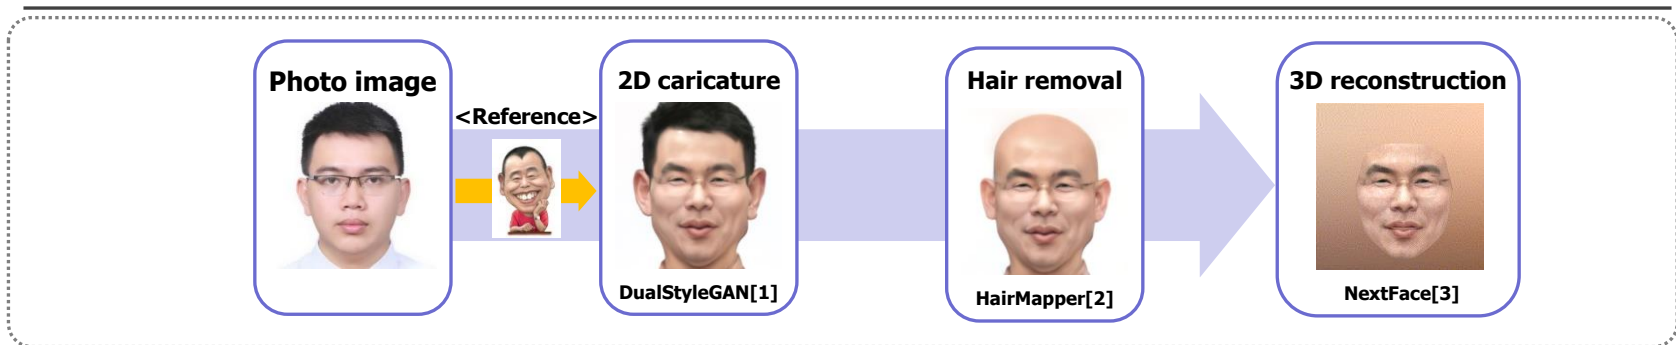 Photo image
<Reference>
2D caricature
DualStyleGAN[1]
Hair removal
HairMapper[2]
3D reconstruction
NextFace[3]